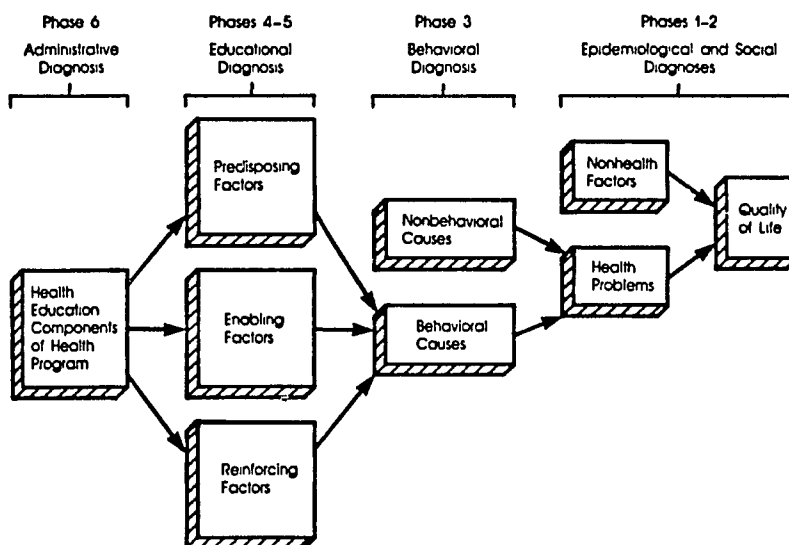 Phase 6
Administrative
Diagnosis
Phases 4-5
Educational
Diagnosis
Phase 3
Behavioral
Diagnosis
Phases 1-2
Epidemiological and Social
Diagnoses
Health
Education
Components
of Health
Program
Predisposing
Factors
Enabling
Factors
Reinforcing
Factors
Nonbehavioral
Causes
Behavioral
Causes
Nonhealth
Factors
Health
Problems
Quality
of Life